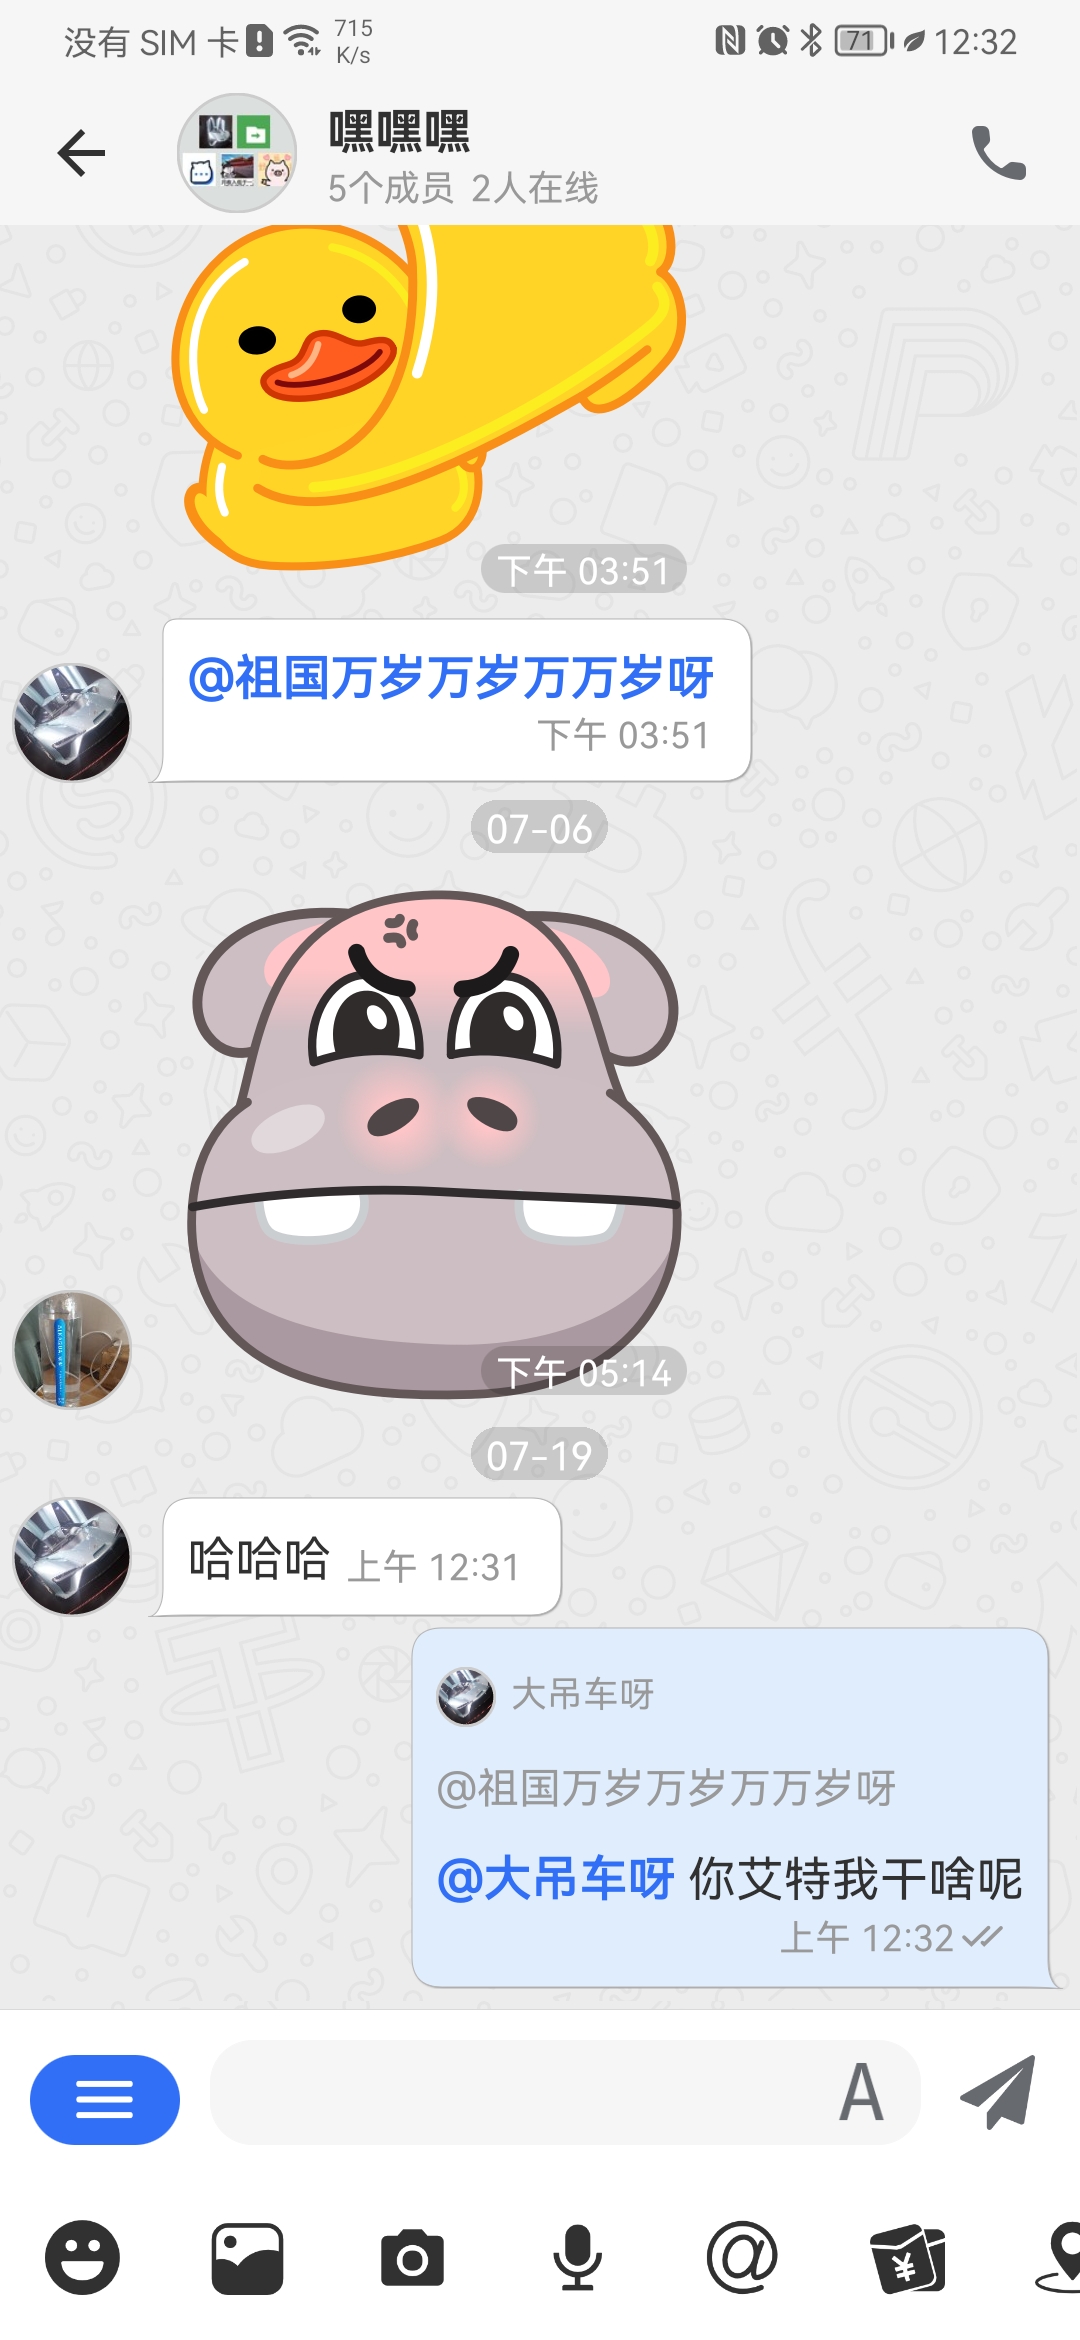 没有 SIM 卡 715 K/s 71 12:32
嘿嘿嘿
5个成员 2人在线
下午 03:51
@祖国万岁万岁万万岁呀
下午 03:51
07-06
下午 05:14
07-19
哈哈哈 上午 12:31
大吊车呀
@祖国万岁万岁万万岁呀
@大吊车呀 你艾特我干啥呢
上午 12:32
A